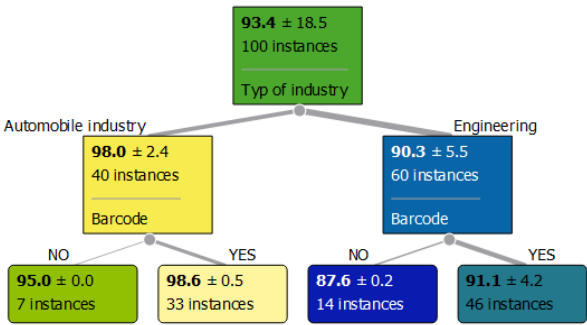 93.4 ± 18.5
100 instances
Typ of industry
Automobile industry
Engineering
98.0 ± 2.4
40 instances
Barcode
90.3 ± 5.5
60 instances
Barcode
NO
YES
NO
YES
95.0 ± 0.0
7 instances
98.6 ± 0.5
33 instances
87.6 ± 0.2
14 instances
91.1 ± 4.2
46 instances